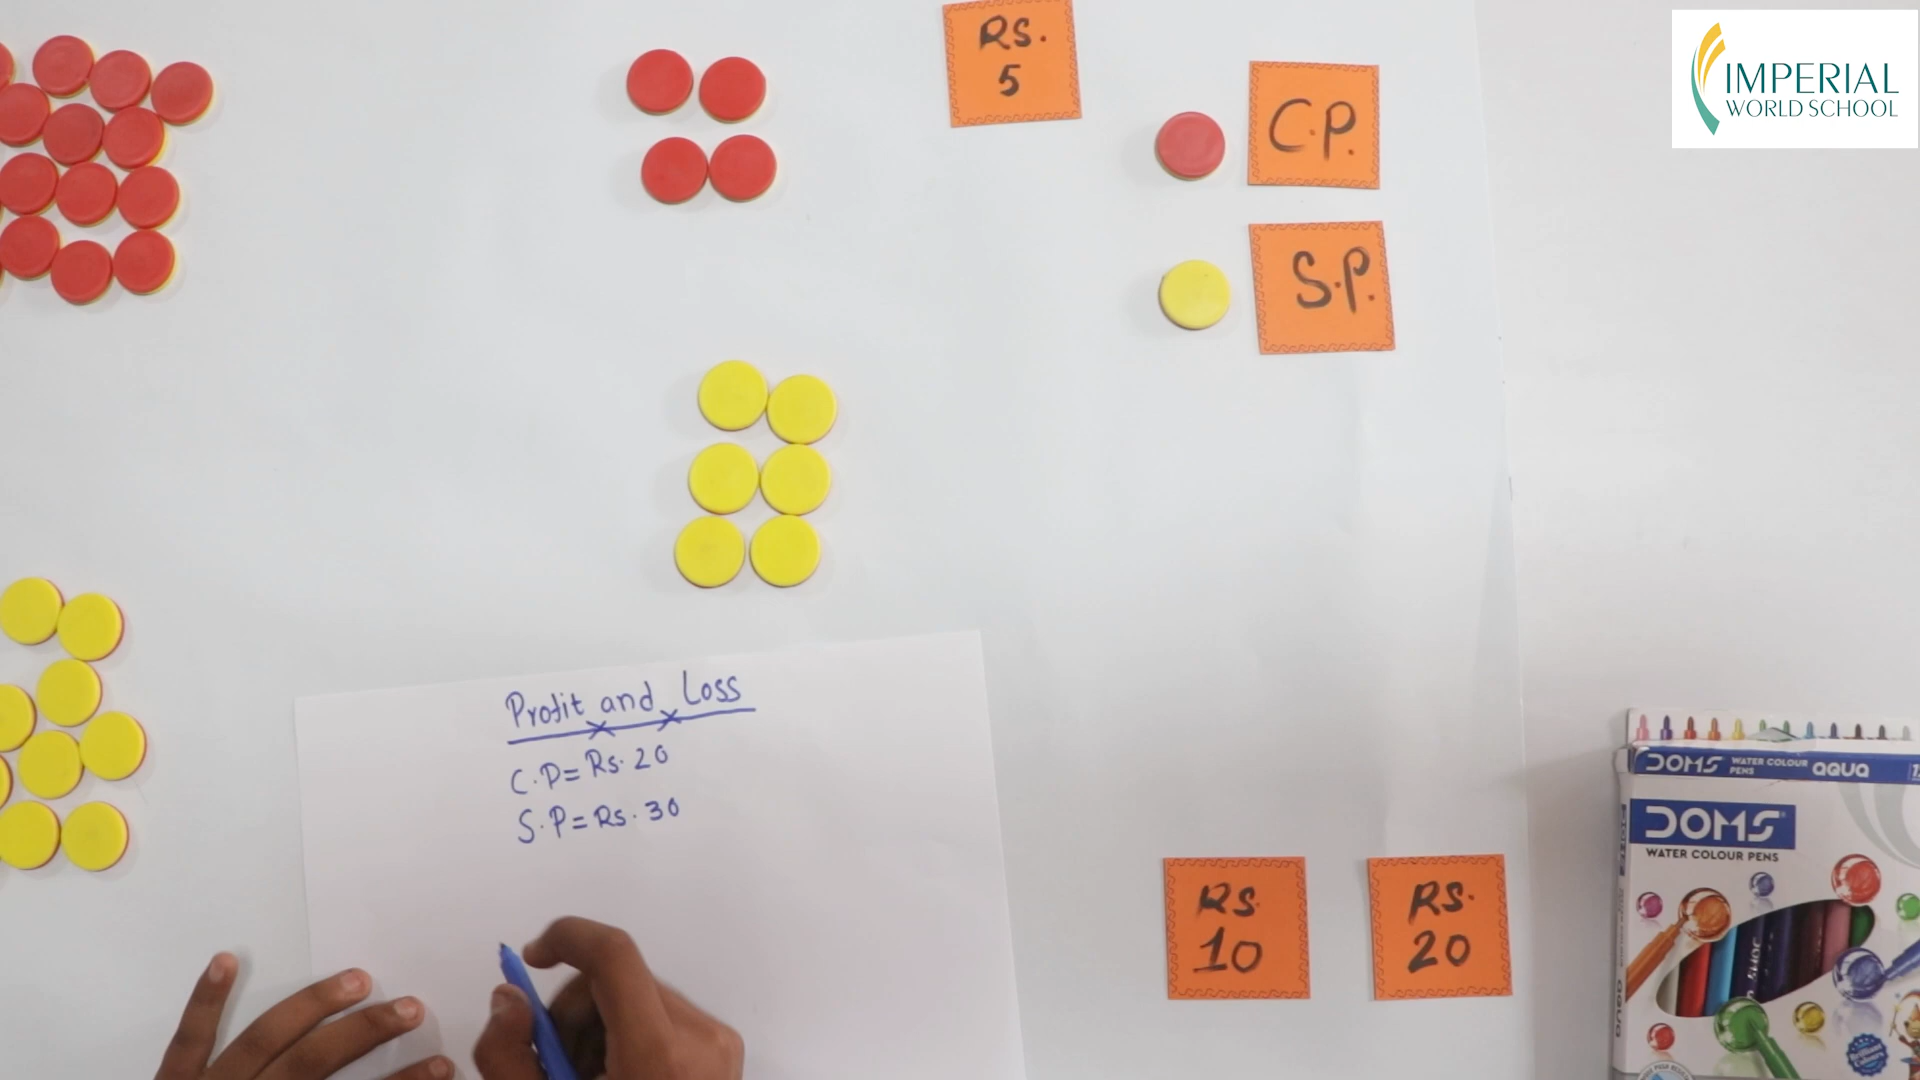 RS.
5
C.P.
S.P.
IMPERIAL
WORLD SCHOOL
Profit and Loss
C.P = Rs. 20
S.P = Rs. 30
RS.
10
RS.
20
DOMS WATER COLOUR PENS AQUA
DOMS
WATER COLOUR PENS